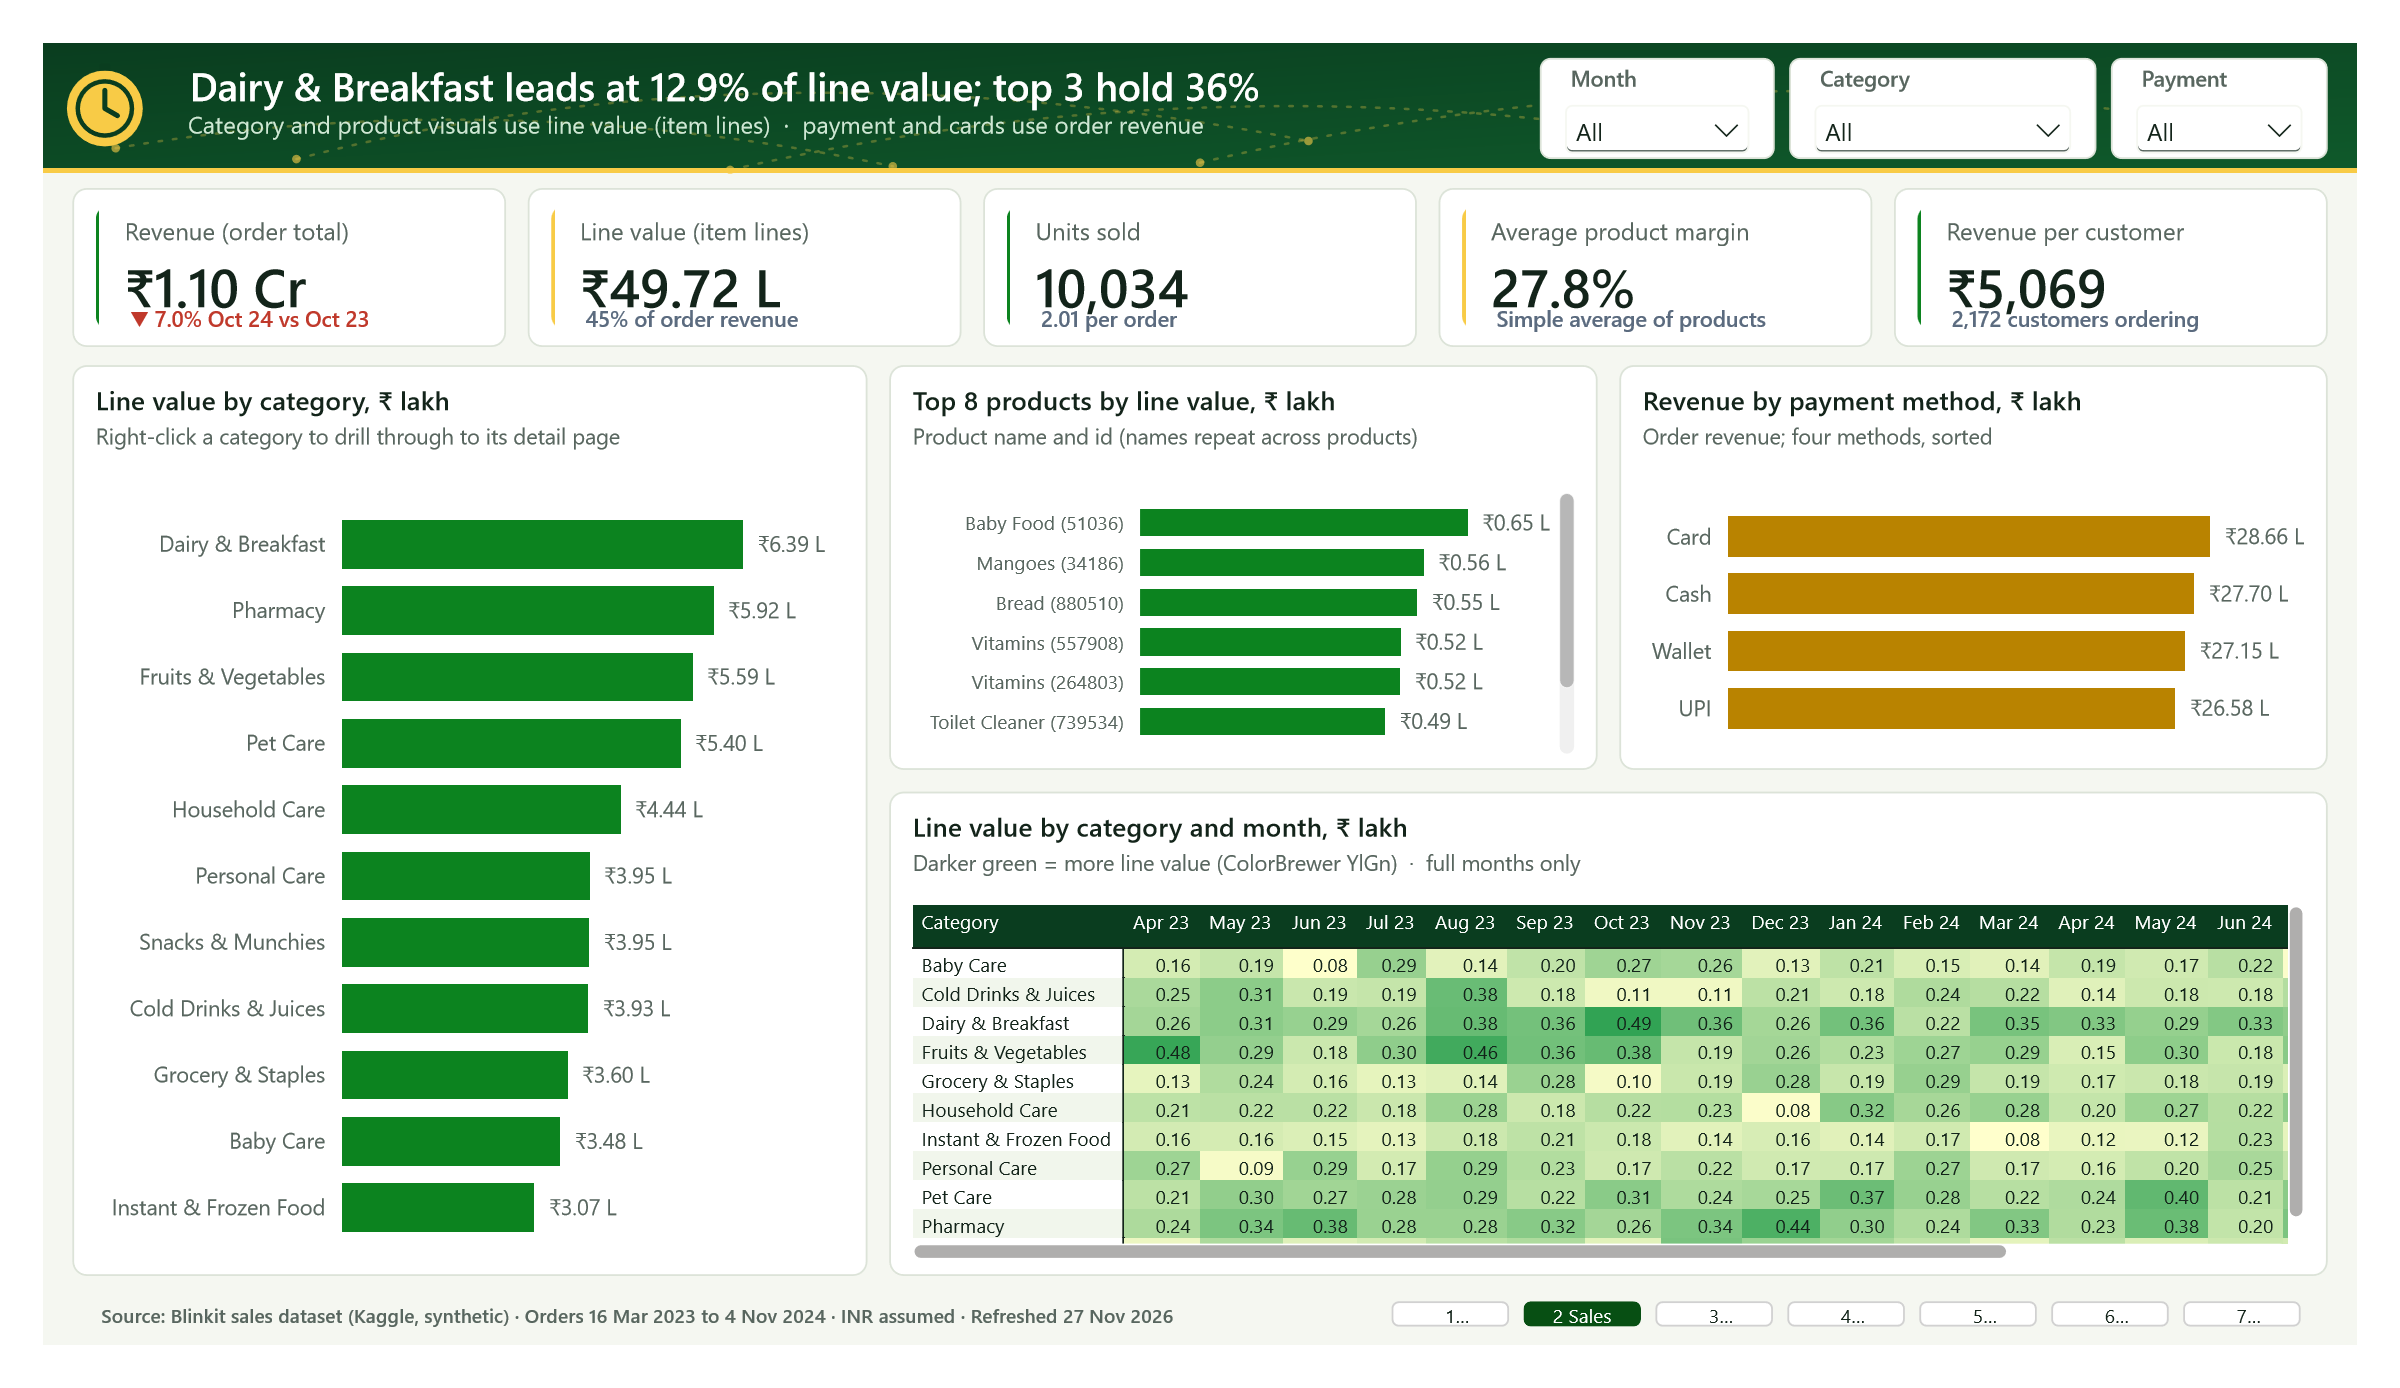 Dairy & Breakfast leads at 12.9% of line value; top 3 hold 36%
Category and product visuals use line value (item lines) · payment and cards use order revenue
Month
All
Category
All
Payment
All
Revenue (order total)
₹1.10 Cr
▼ 7.0% Oct 24 vs Oct 23
Line value (item lines)
₹49.72 L
45% of order revenue
Units sold
10,034
2.01 per order
Average product margin
27.8%
Simple average of products
Revenue per customer
₹5,069
2,172 customers ordering
Line value by category, ₹ lakh
Right-click a category to drill through to its detail page
Dairy & Breakfast ₹6.39 L
Pharmacy ₹5.92 L
Fruits & Vegetables ₹5.59 L
Pet Care ₹5.40 L
Household Care ₹4.44 L
Personal Care ₹3.95 L
Snacks & Munchies ₹3.95 L
Cold Drinks & Juices ₹3.93 L
Grocery & Staples ₹3.60 L
Baby Care ₹3.48 L
Instant & Frozen Food ₹3.07 L
Top 8 products by line value, ₹ lakh
Product name and id (names repeat across products)
Baby Food (51036) ₹0.65 L
Mangoes (34186) ₹0.56 L
Bread (880510) ₹0.55 L
Vitamins (557908) ₹0.52 L
Vitamins (264803) ₹0.52 L
Toilet Cleaner (739534) ₹0.49 L
Revenue by payment method, ₹ lakh
Order revenue; four methods, sorted
Card ₹28.66 L
Cash ₹27.70 L
Wallet ₹27.15 L
UPI ₹26.58 L
Line value by category and month, ₹ lakh
Darker green = more line value (ColorBrewer YlGn) · full months only
Category Apr 23 May 23 Jun 23 Jul 23 Aug 23 Sep 23 Oct 23 Nov 23 Dec 23 Jan 24 Feb 24 Mar 24 Apr 24 May 24 Jun 24
Baby Care 0.16 0.19 0.08 0.29 0.14 0.20 0.27 0.26 0.13 0.21 0.15 0.14 0.19 0.17 0.22
Cold Drinks & Juices 0.25 0.31 0.19 0.19 0.38 0.18 0.11 0.11 0.21 0.18 0.24 0.22 0.14 0.18 0.18
Dairy & Breakfast 0.26 0.31 0.29 0.26 0.38 0.36 0.49 0.36 0.26 0.36 0.22 0.35 0.33 0.29 0.33
Fruits & Vegetables 0.48 0.29 0.18 0.30 0.46 0.36 0.38 0.19 0.26 0.23 0.27 0.29 0.15 0.30 0.18
Grocery & Staples 0.13 0.24 0.16 0.13 0.14 0.28 0.10 0.19 0.28 0.19 0.29 0.19 0.17 0.18 0.19
Household Care 0.21 0.22 0.22 0.18 0.28 0.18 0.22 0.23 0.08 0.32 0.26 0.28 0.20 0.27 0.22
Instant & Frozen Food 0.16 0.16 0.15 0.13 0.18 0.21 0.18 0.14 0.16 0.14 0.17 0.08 0.12 0.12 0.23
Personal Care 0.27 0.09 0.29 0.17 0.29 0.23 0.17 0.22 0.17 0.17 0.27 0.17 0.16 0.20 0.25
Pet Care 0.21 0.30 0.27 0.28 0.29 0.22 0.31 0.24 0.25 0.37 0.28 0.22 0.24 0.40 0.21
Pharmacy 0.24 0.34 0.38 0.28 0.28 0.32 0.26 0.34 0.44 0.30 0.24 0.33 0.23 0.38 0.20
Source: Blinkit sales dataset (Kaggle, synthetic) · Orders 16 Mar 2023 to 4 Nov 2024 · INR assumed · Refreshed 27 Nov 2026
1... 2 Sales 3... 4... 5... 6... 7...